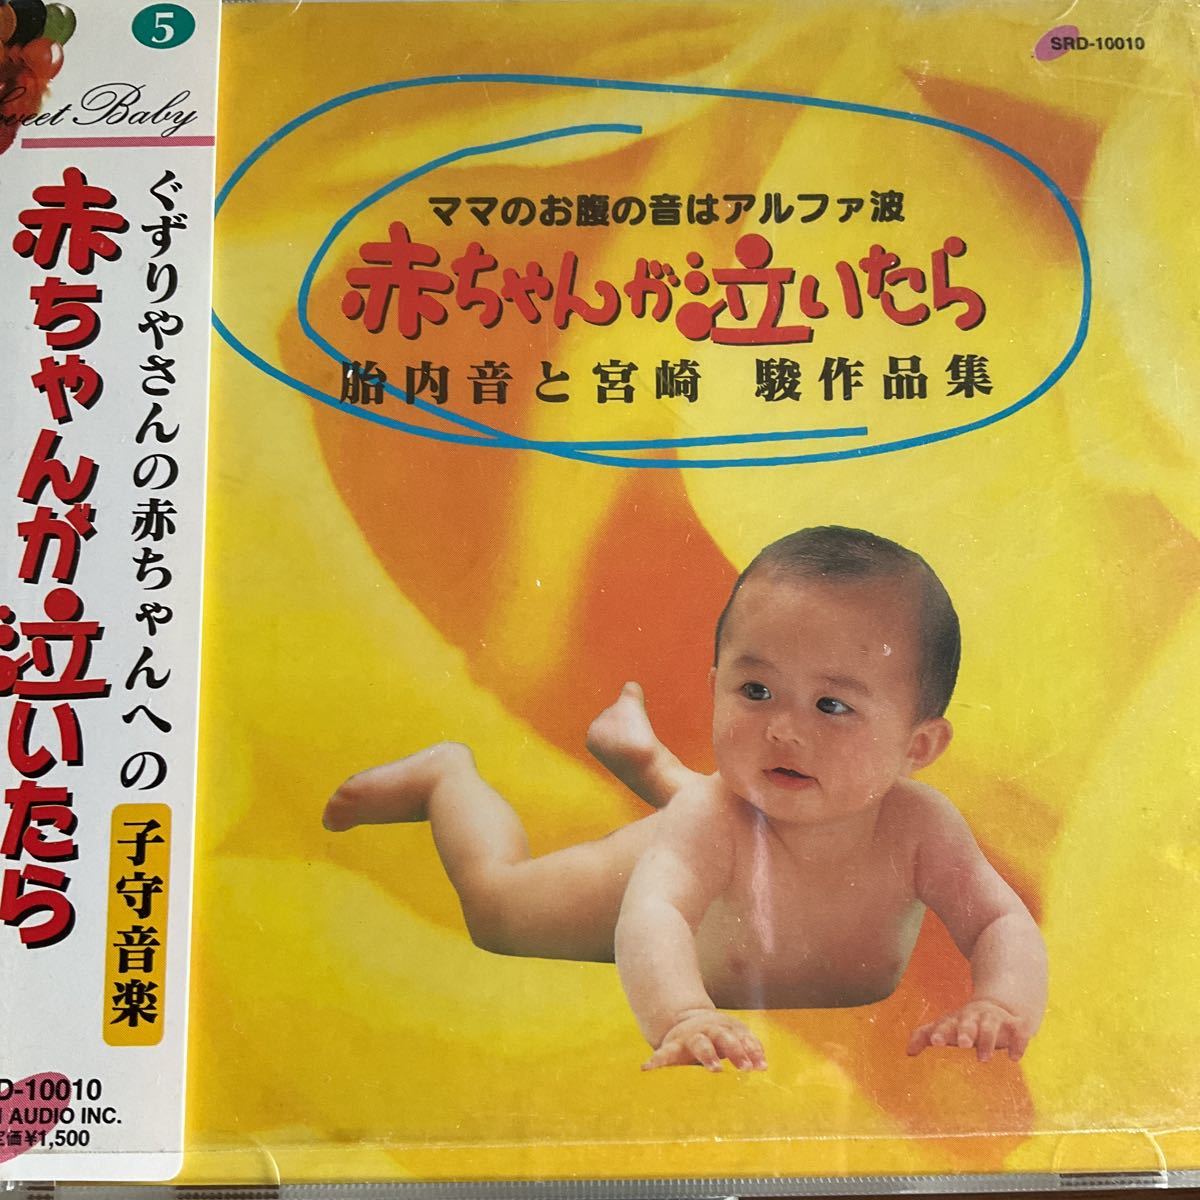 5
Sweet Baby
ぐずりやさんの赤ちゃんへの
子守音楽
赤ちゃんが泣いたら
D-10010
AUDIO INC.
価¥1,500
SRD-10010
ママのお腹の音はアルファ波
赤ちゃんが泣いたら
胎内音と宮崎 駿作品集